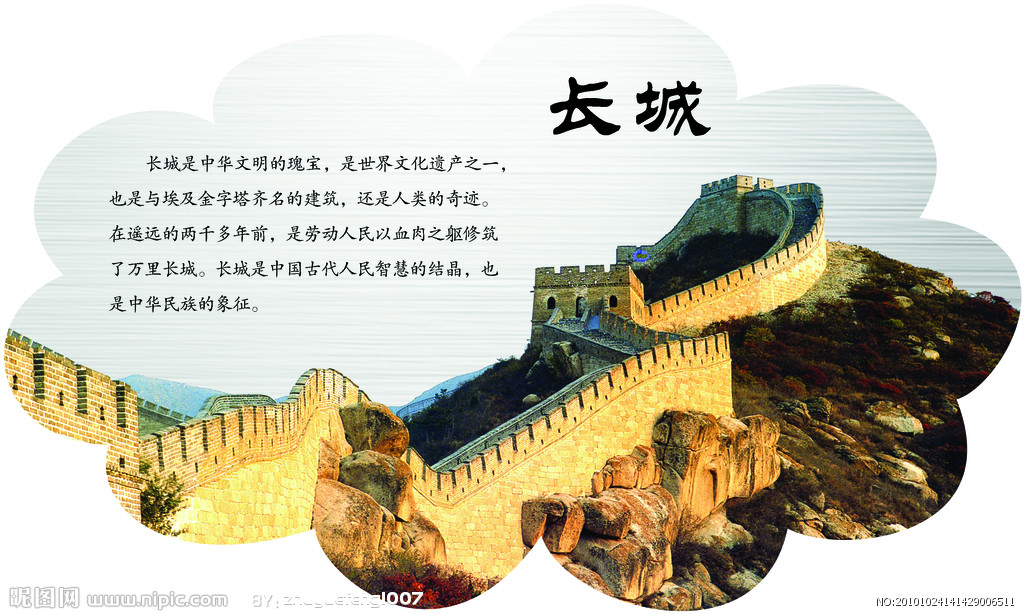 长城
长城是中华文明的瑰宝，是世界文化遗产之一，
也是与埃及金字塔齐名的建筑，还是人类的奇迹。
在遥远的两千多年前，是劳动人民以血肉之躯修筑
了万里长城。长城是中国古代人民智慧的结晶，也
是中华民族的象征。
昵图网 www.nipic.com
NO:20101024141429006511